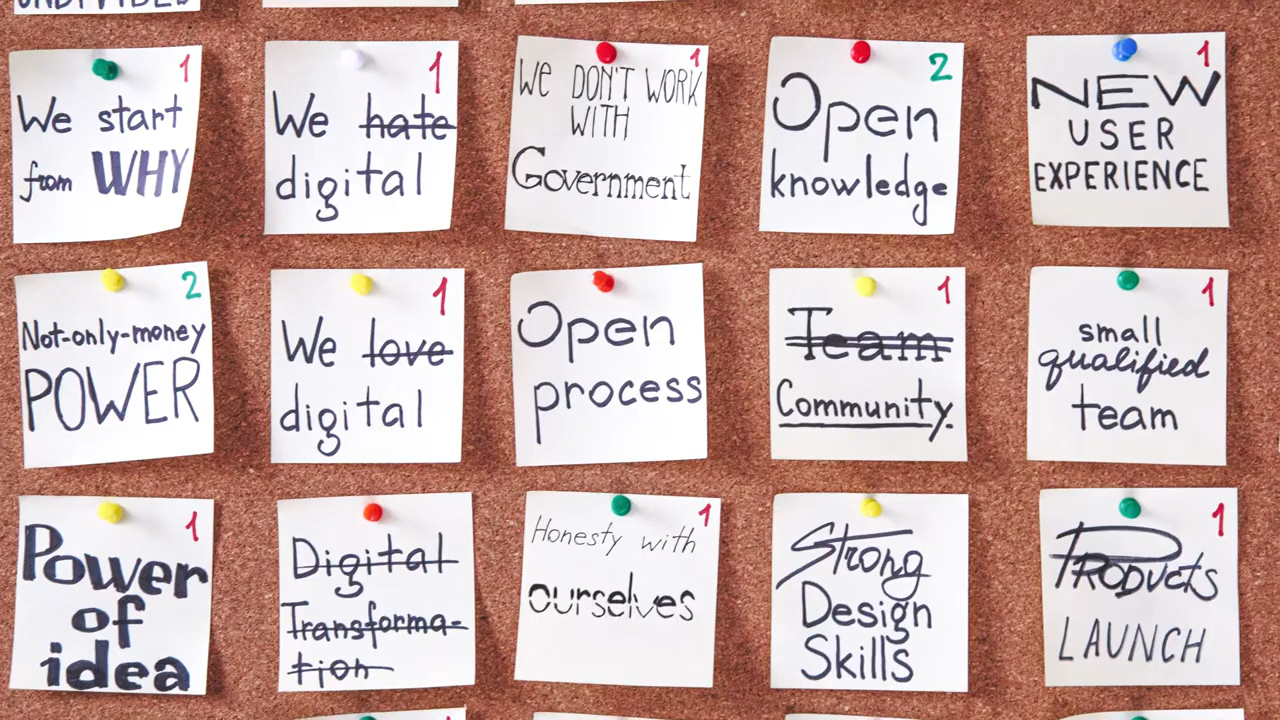 1
We start
from WHY
1
We hate
digital
1
We DON'T WORK
WITH
Government
2
Open
knowledge
1
NEW
USER
EXPERIENCE
2
Not-only-money
POWER
1
We love
digital
Open
process
1
Team
Community.
1
small
qualified
team
1
Power
of
idea
Digital
Transforma-
tion
1
Honesty with
ourselves
Strong
Design
Skills
1
PRODUCTS
LAUNCH